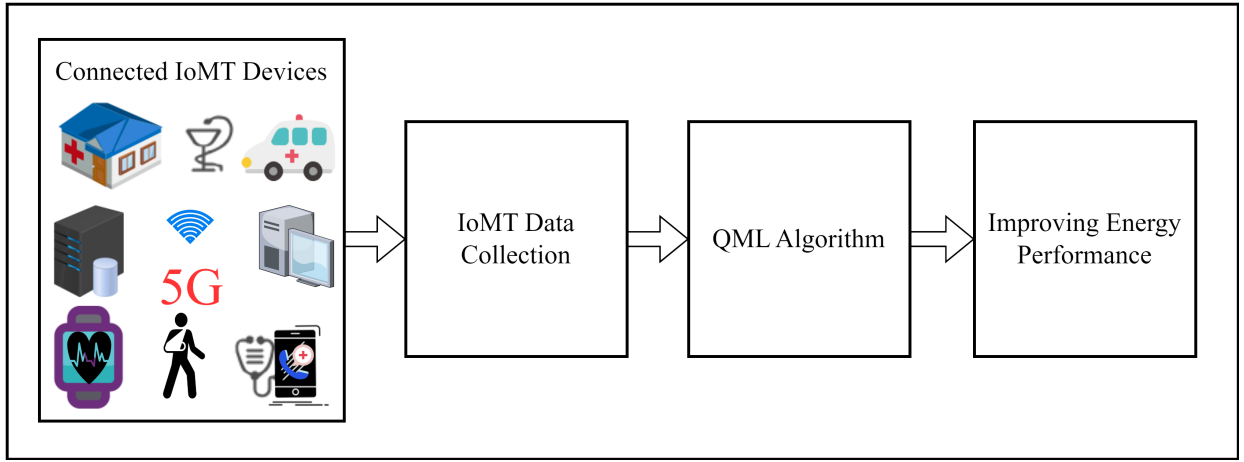 Connected IoMT Devices
5G
IoMT Data
Collection
QML Algorithm
Improving Energy
Performance